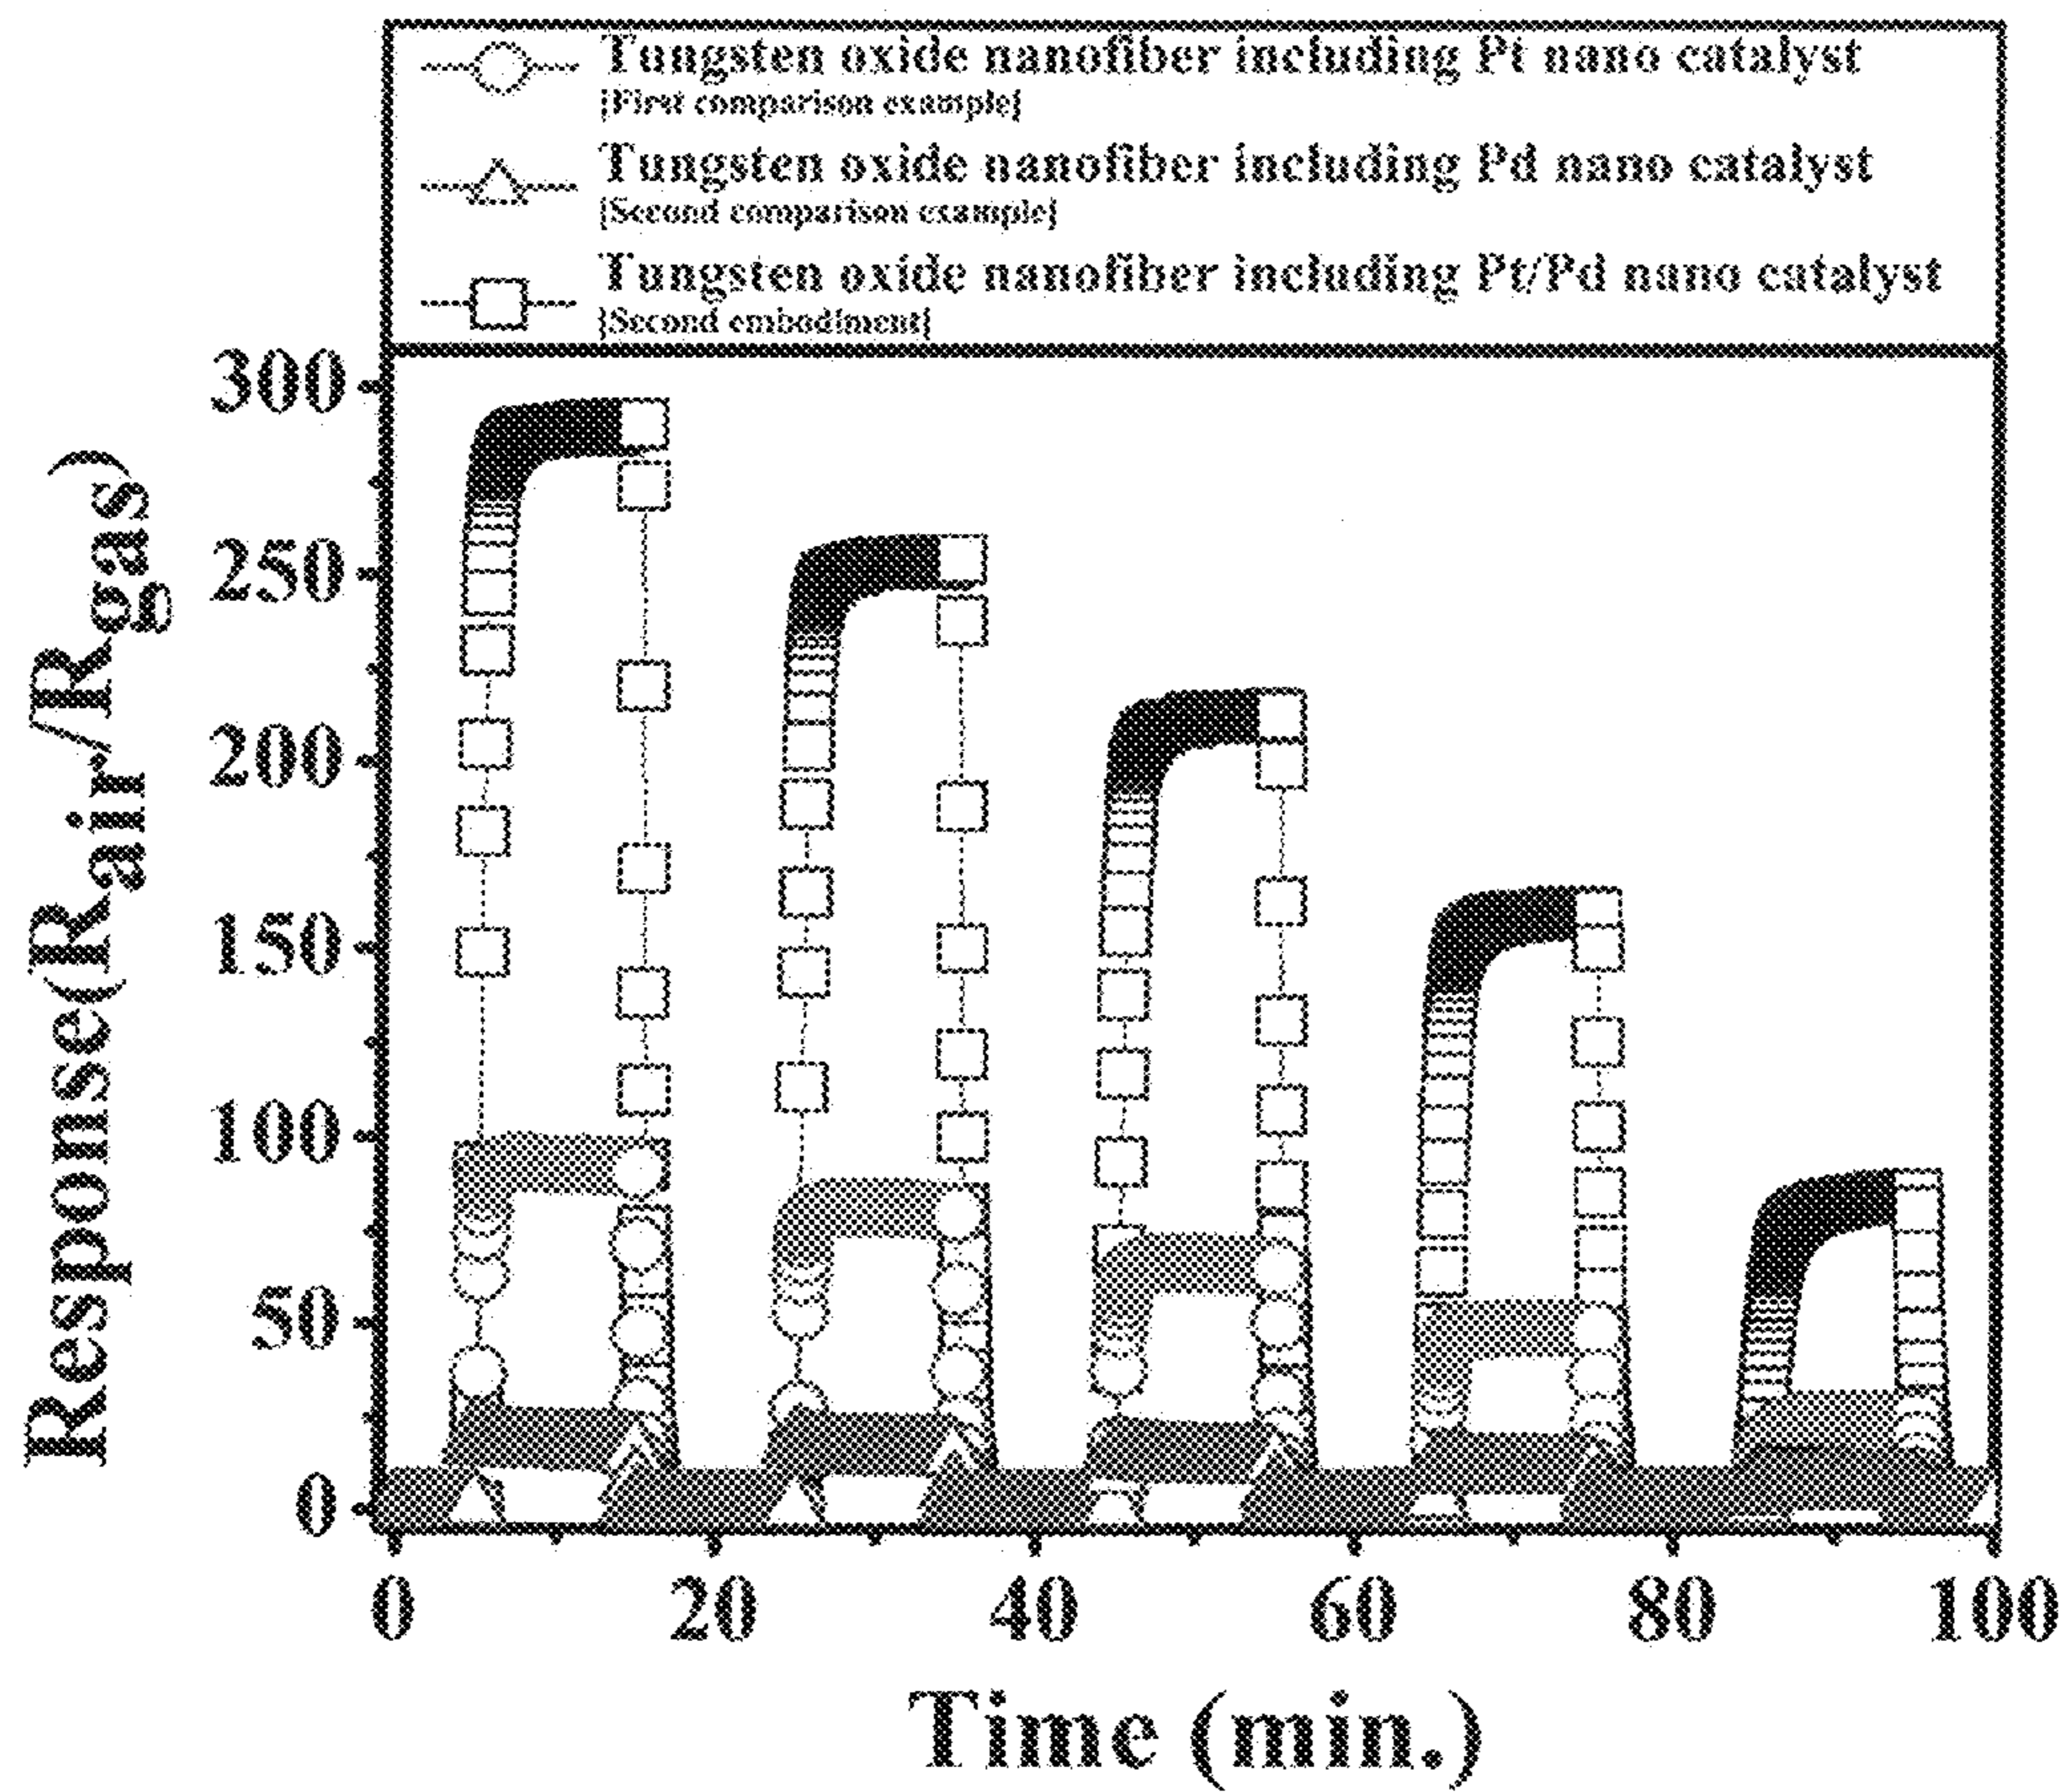 Tungsten oxide nanofiber including Pt nano catalyst
[First comparison example]
Tungsten oxide nanofiber including Pd nano catalyst
[Second comparison example]
Tungsten oxide nanofiber including Pt/Pd nano catalyst
[Second embodiment]
Response(Rair/Rgas)
300
250
200
150
100
50
0
0 20 40 60 80 100
Time (min.)